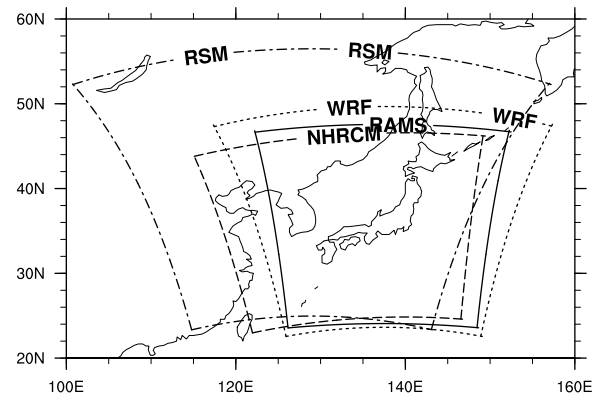 60N
RSM RSM
50N
WRF WRF
RAMS
NHRCM
40N
30N
20N
100E 120E 140E 160E